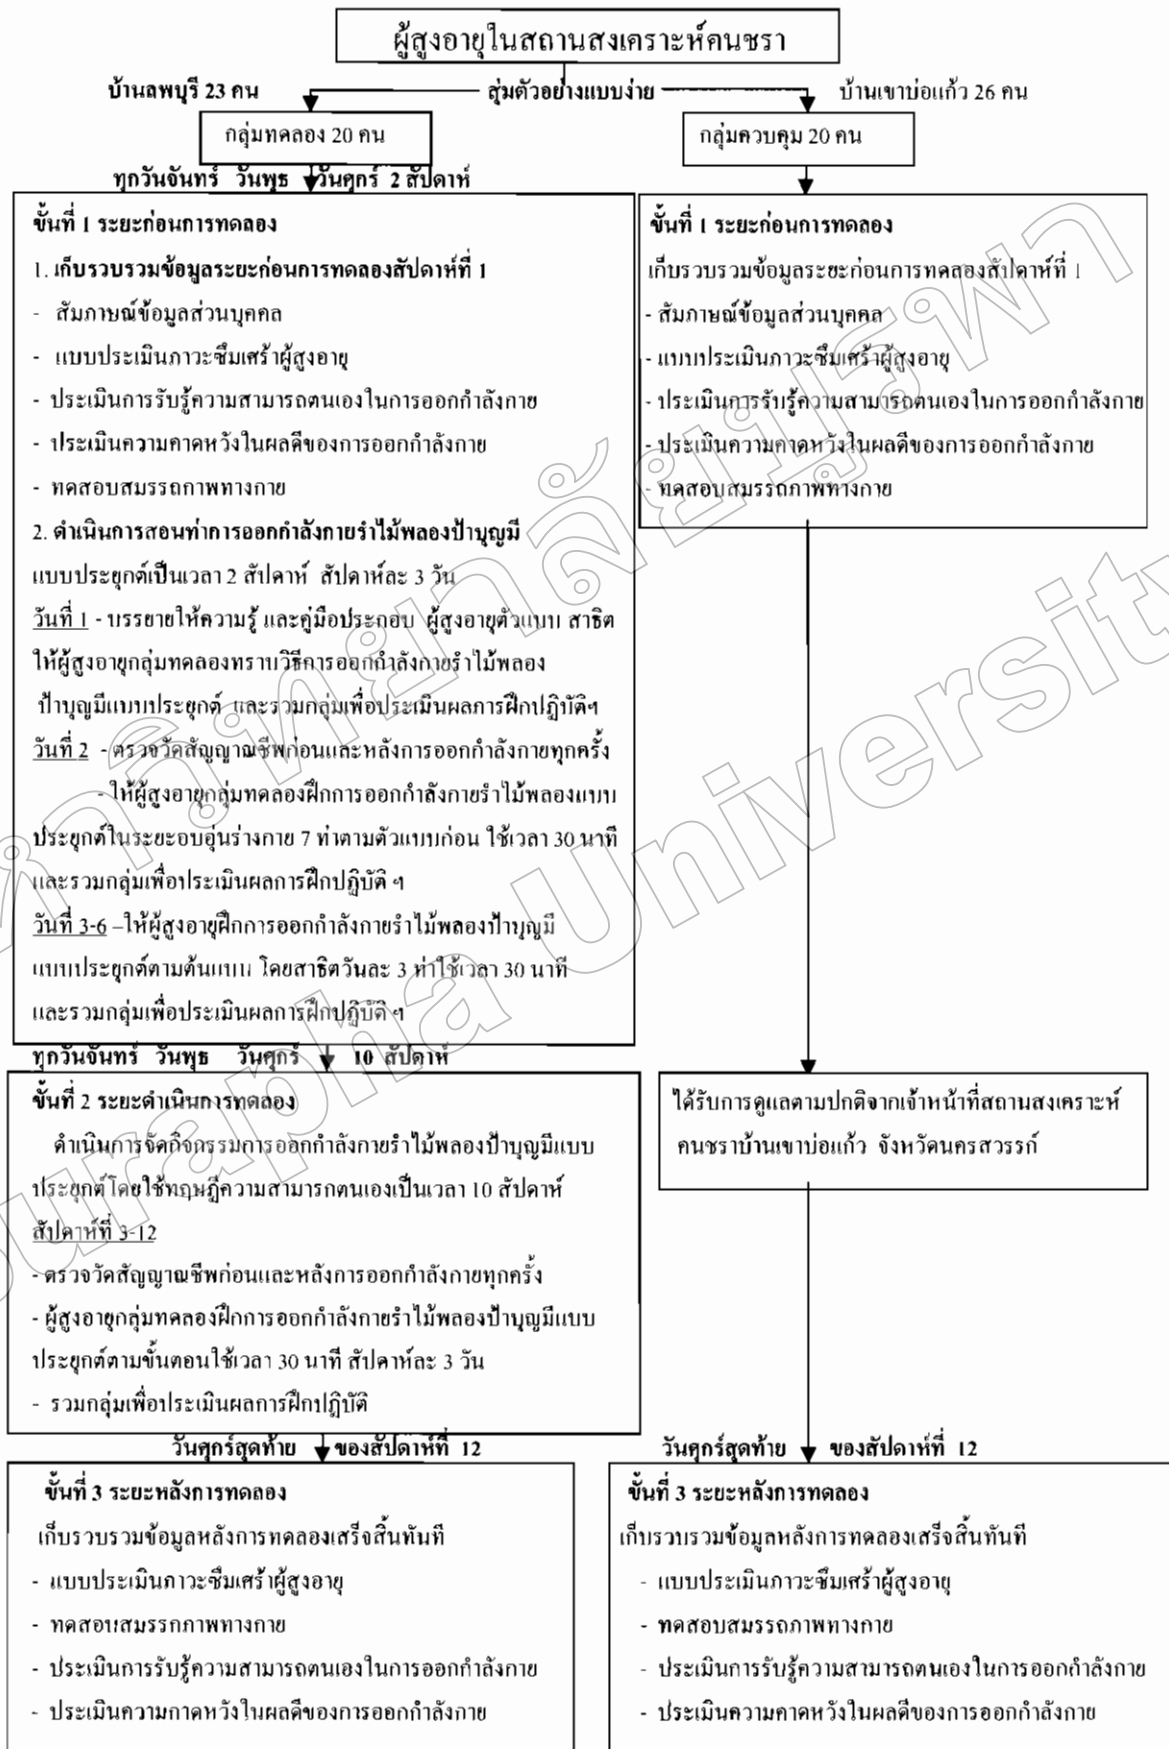 ผู้สูงอายุในสถานสงเคราะห์คนชรา
บ้านลพบุรี 23 คน
สุ่มตัวอย่างแบบง่าย
บ้านเขาบ่อแก้ว 26 คน
กลุ่มทดลอง 20 คน
กลุ่มควบคุม 20 คน
ทุกวันจันทร์ วันพุธ วันศุกร์ 2 สัปดาห์
ขั้นที่ 1 ระยะก่อนการทดลอง
1. เก็บรวบรวมข้อมูลระยะก่อนการทดลองสัปดาห์ที่ 1
- สัมภาษณ์ข้อมูลส่วนบุคคล
- แบบประเมินภาวะซึมเศร้าผู้สูงอายุ
- ประเมินการรับรู้ความสามารถตนเองในการออกกำลังกาย
- ประเมินความคาดหวังในผลดีของการออกกำลังกาย
- ทดสอบสมรรถภาพทางกาย
2. ดำเนินการสอนท่าการออกกำลังกายรำไม้พลองป้าบุญมี
แบบประยุกต์เป็นเวลา 2 สัปดาห์ สัปดาห์ละ 3 วัน
วันที่ 1 - บรรยายให้ความรู้ และคู่มือประกอบ ผู้สูงอายุตัวแบบ สาธิต
ให้ผู้สูงอายุกลุ่มทดลองทราบวิธีการออกกำลังกายรำไม้พลอง
ป้าบุญมีแบบประยุกต์ และรวมกลุ่มเพื่อประเมินผลการฝึกปฏิบัติฯ
วันที่ 2 - ตรวจวัดสัญญาณชีพก่อนและหลังการออกกำลังกายทุกครั้ง
- ให้ผู้สูงอายุกลุ่มทดลองฝึกการออกกำลังกายรำไม้พลองแบบ
ประยุกต์ในระยะอบอุ่นร่างกาย 7 ท่าตามตัวแบบก่อน ใช้เวลา 30 นาที
และรวมกลุ่มเพื่อประเมินผลการฝึกปฏิบัติ ฯ
วันที่ 3-6 –ให้ผู้สูงอายุฝึกการออกกำลังกายรำไม้พลองป้าบุญมี
แบบประยุกต์ตามต้นแบบ โดยสาธิตวันละ 3 ท่าใช้เวลา 30 นาที
และรวมกลุ่มเพื่อประเมินผลการฝึกปฏิบัติ ฯ
ขั้นที่ 1 ระยะก่อนการทดลอง
เก็บรวบรวมข้อมูลระยะก่อนการทดลองสัปดาห์ที่ 1
- สัมภาษณ์ข้อมูลส่วนบุคคล
- แบบประเมินภาวะซึมเศร้าผู้สูงอายุ
- ประเมินการรับรู้ความสามารถตนเองในการออกกำลังกาย
- ประเมินความคาดหวังในผลดีของการออกกำลังกาย
- ทดสอบสมรรถภาพทางกาย
ทุกวันจันทร์ วันพุธ วันศุกร์ 10 สัปดาห์
ขั้นที่ 2 ระยะดำเนินการทดลอง
ดำเนินการจัดกิจกรรมการออกกำลังกายรำไม้พลองป้าบุญมีแบบ
ประยุกต์โดยใช้ทฤษฎีความสามารถตนเองเป็นเวลา 10 สัปดาห์
สัปดาห์ที่ 3-12
- ตรวจวัดสัญญาณชีพก่อนและหลังการออกกำลังกายทุกครั้ง
- ผู้สูงอายุกลุ่มทดลองฝึกการออกกำลังกายรำไม้พลองป้าบุญมีแบบ
ประยุกต์ตามขั้นตอนใช้เวลา 30 นาที สัปดาห์ละ 3 วัน
- รวมกลุ่มเพื่อประเมินผลการฝึกปฏิบัติ
ได้รับการดูแลตามปกติจากเจ้าหน้าที่สถานสงเคราะห์
คนชราบ้านเขาบ่อแก้ว จังหวัดนครสวรรค์
วันศุกร์สุดท้าย ของสัปดาห์ที่ 12
วันศุกร์สุดท้าย ของสัปดาห์ที่ 12
ขั้นที่ 3 ระยะหลังการทดลอง
เก็บรวบรวมข้อมูลหลังการทดลองเสร็จสิ้นทันที
- แบบประเมินภาวะซึมเศร้าผู้สูงอายุ
- ทดสอบสมรรถภาพทางกาย
- ประเมินการรับรู้ความสามารถตนเองในการออกกำลังกาย
- ประเมินความคาดหวังในผลดีของการออกกำลังกาย
ขั้นที่ 3 ระยะหลังการทดลอง
เก็บรวบรวมข้อมูลหลังการทดลองเสร็จสิ้นทันที
- แบบประเมินภาวะซึมเศร้าผู้สูงอายุ
- ทดสอบสมรรถภาพทางกาย
- ประเมินการรับรู้ความสามารถตนเองในการออกกำลังกาย
- ประเมินความคาดหวังในผลดีของการออกกำลังกาย
มหาวิทยาลัยบูรพา
Burapha University